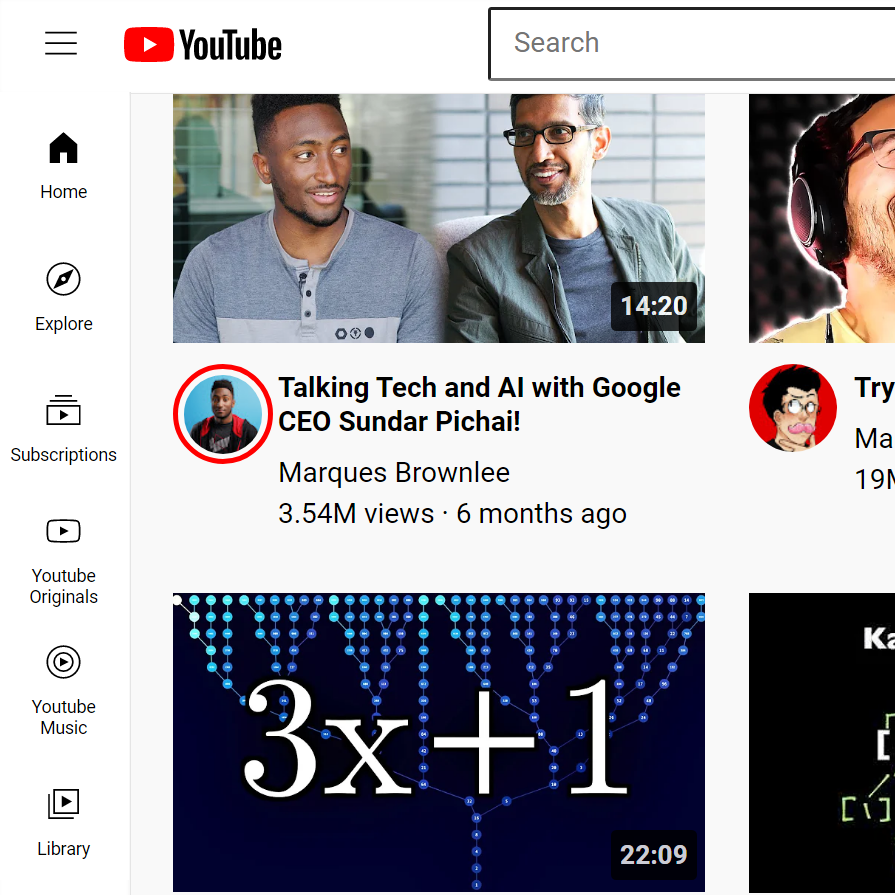 YouTube
Search
Home
Explore
Subscriptions
Youtube
Originals
Youtube
Music
Library
14:20
Talking Tech and AI with Google
CEO Sundar Pichai!
Marques Brownlee
3.54M views · 6 months ago
Try
Ma
19M
3x+1
22:09
Ka
[
[ i ]